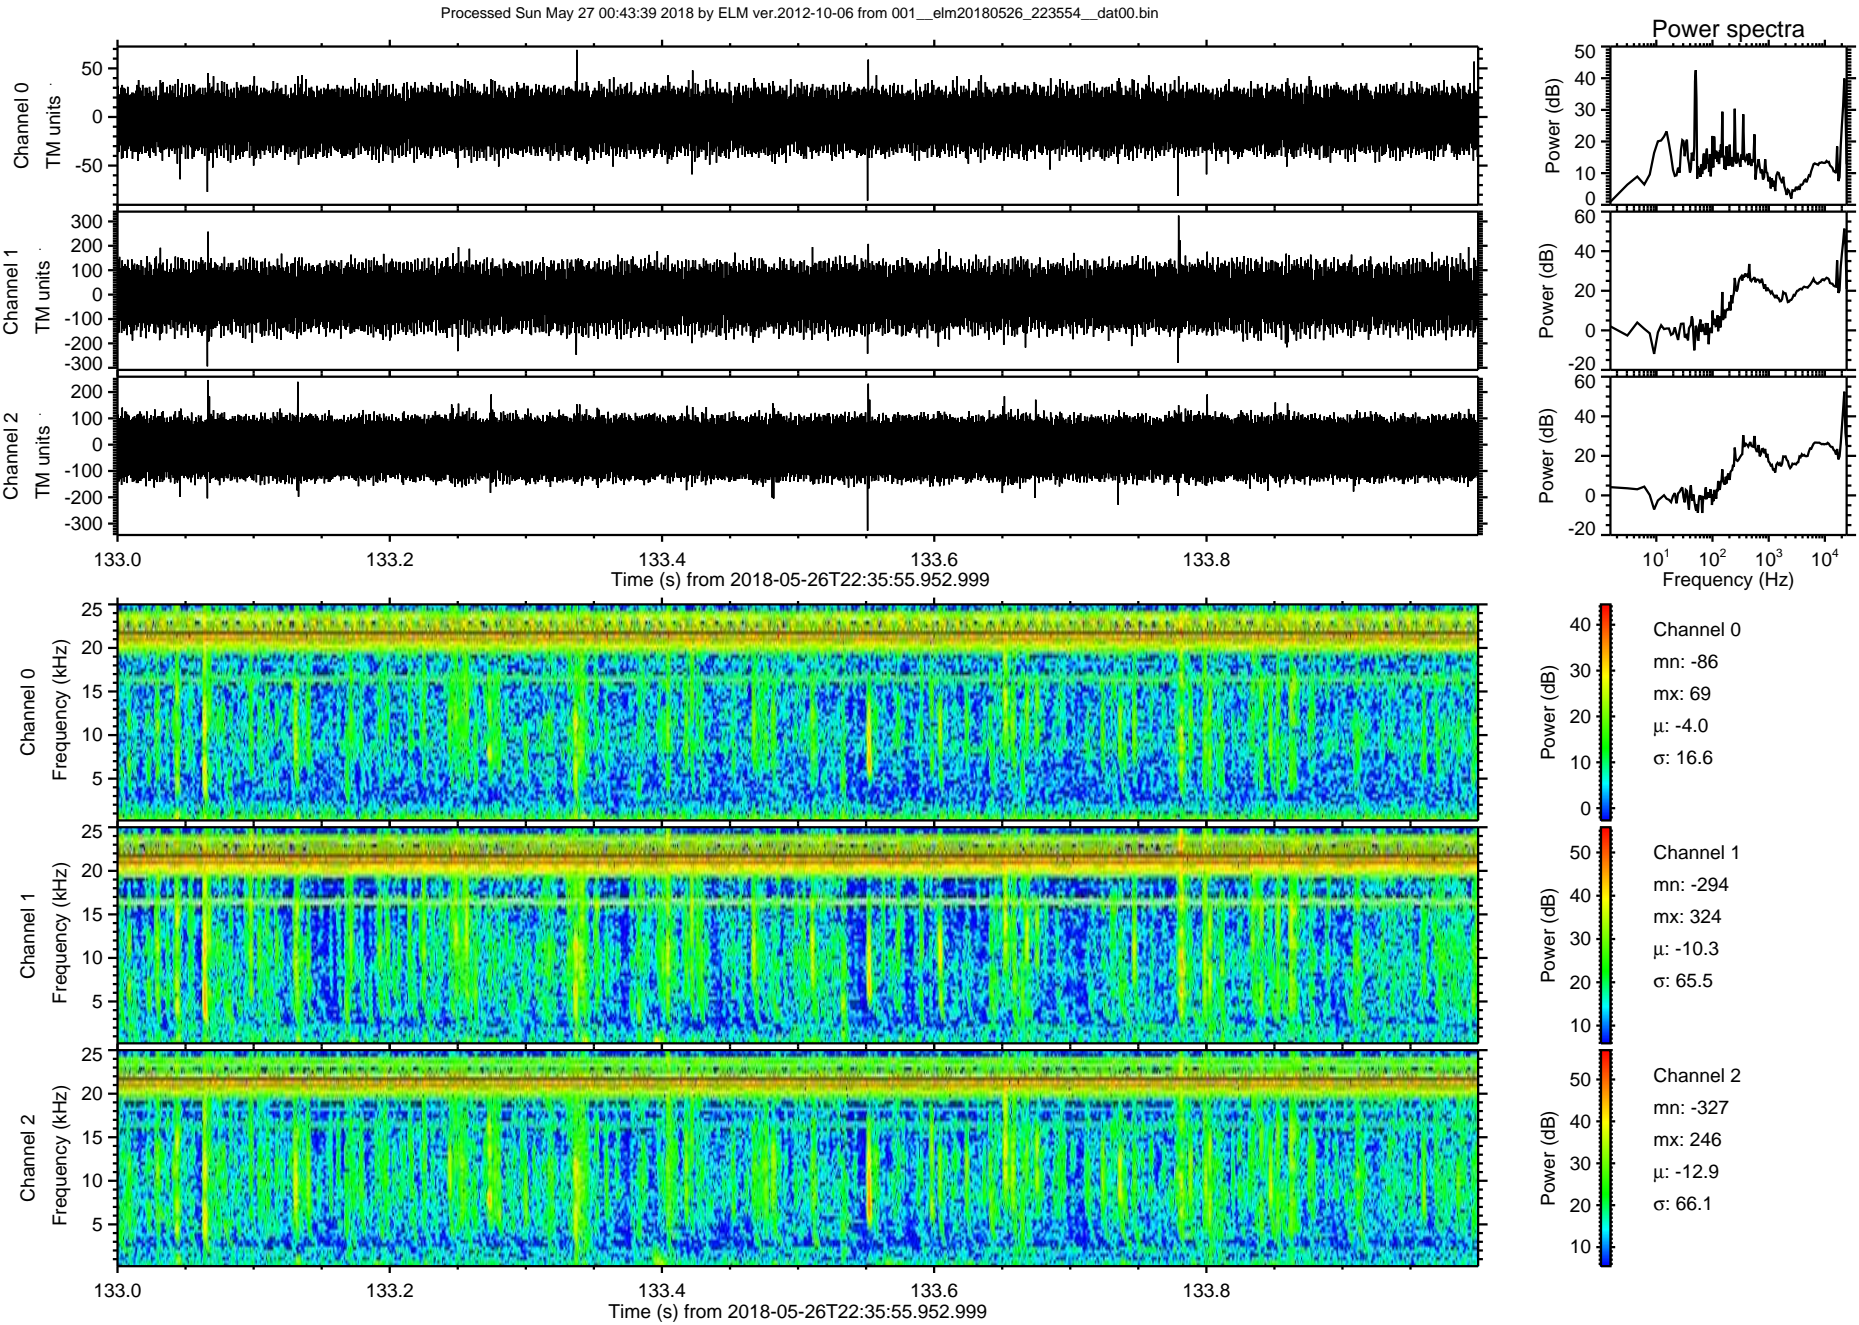 Processed Sun May 27 00:43:39 2018 by ELM ver.2012-10-06 from 001__elm20180526_223554__dat00.bin
Power spectra
Channel 0
TM units
50
0
-50
Power (dB)
50
40
30
20
10
0
Channel 1
TM units
300
200
100
0
-100
-200
-300
Power (dB)
60
40
20
0
-20
Channel 2
TM units
200
100
0
-100
-200
-300
Power (dB)
60
40
20
0
-20
133.0 133.2 133.4 133.6 133.8
Time (s) from 2018-05-26T22:35:55.952.999
10^1 10^2 10^3 10^4
Frequency (Hz)
Channel 0
Frequency (kHz)
25
20
15
10
5
Power (dB)
40
30
20
10
0
Channel 0
mn: -86
mx: 69
μ: -4.0
σ: 16.6
Channel 1
Frequency (kHz)
25
20
15
10
5
Power (dB)
50
40
30
20
10
Channel 1
mn: -294
mx: 324
μ: -10.3
σ: 65.5
Channel 2
Frequency (kHz)
25
20
15
10
5
Power (dB)
50
40
30
20
10
Channel 2
mn: -327
mx: 246
μ: -12.9
σ: 66.1
133.0 133.2 133.4 133.6 133.8
Time (s) from 2018-05-26T22:35:55.952.999